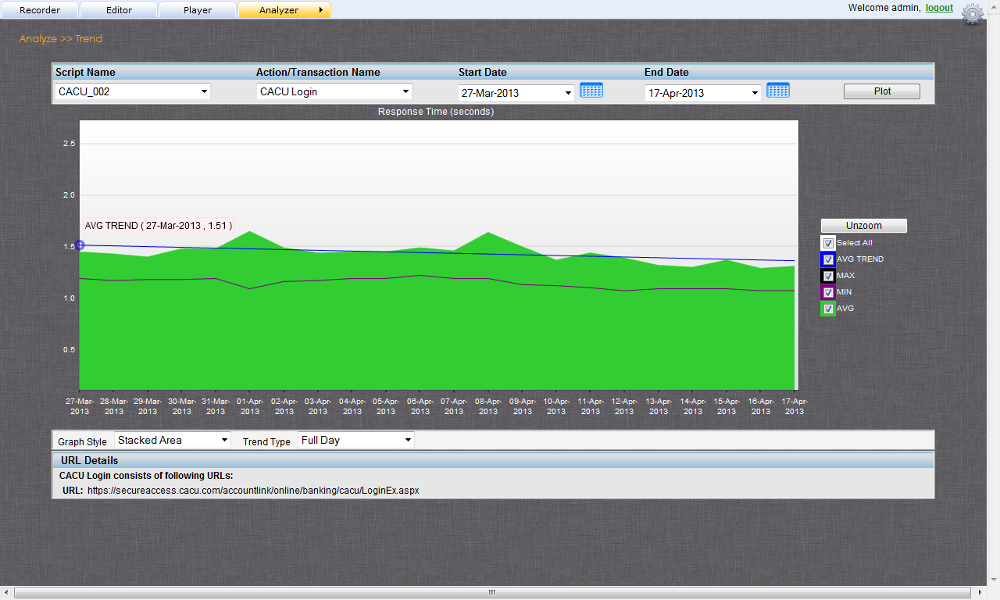 Recorder Editor Player Analyzer Welcome admin, logout
Analyze >> Trend
Script Name Action/Transaction Name Start Date End Date
CACU_002 CACU Login 27-Mar-2013 17-Apr-2013 Plot
Response Time (seconds)
2.5
2.0
AVG TREND ( 27-Mar-2013 , 1.51 )
1.5
1.0
0.5
Unzoom
Select All
AVG TREND
MAX
MIN
AVG
27-Mar- 28-Mar- 29-Mar- 30-Mar- 31-Mar- 01-Apr- 02-Apr- 03-Apr- 04-Apr- 05-Apr- 06-Apr- 07-Apr- 08-Apr- 09-Apr- 10-Apr- 11-Apr- 12-Apr- 13-Apr- 14-Apr- 15-Apr- 16-Apr- 17-Apr-
2013 2013 2013 2013 2013 2013 2013 2013 2013 2013 2013 2013 2013 2013 2013 2013 2013 2013 2013 2013 2013 2013
Graph Style Stacked Area Trend Type Full Day
URL Details
CACU Login consists of following URLs:
URL: https://secureaccess.cacu.com/accountlink/online/banking/cacu/LoginEx.aspx